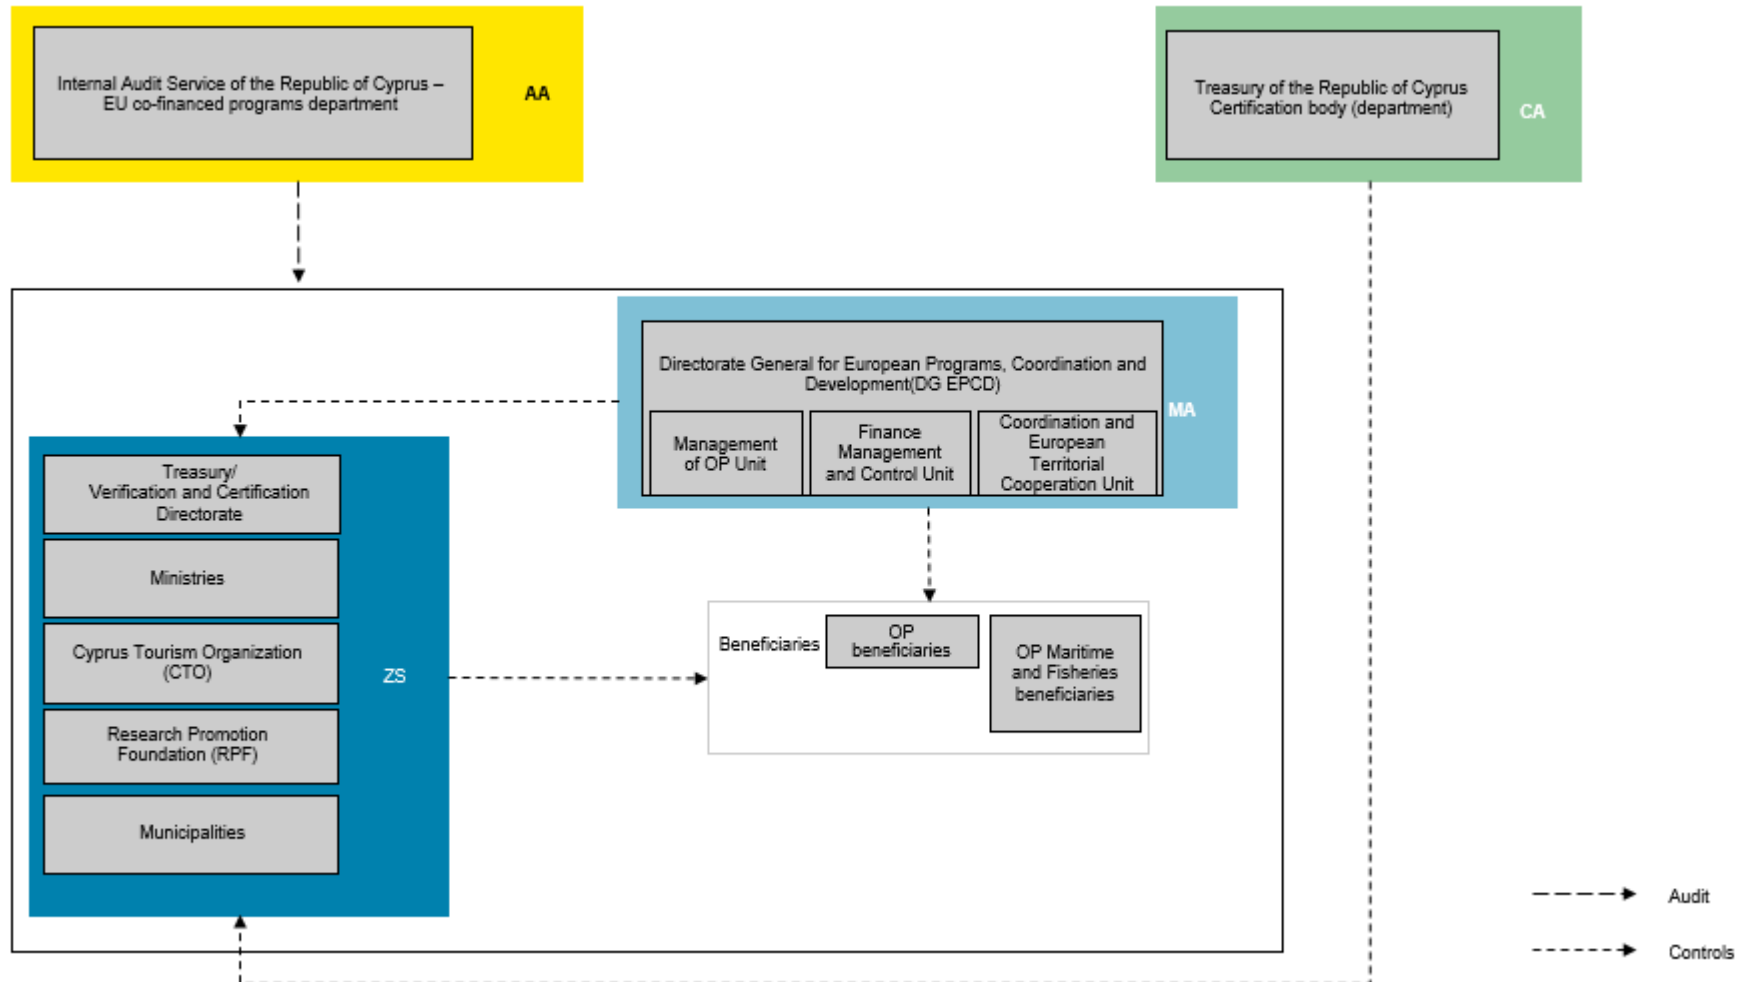 Internal Audit Service of the Republic of Cyprus –
EU co-financed programs department
AA
Treasury of the Republic of Cyprus
Certification body (department)
CA
Directorate General for European Programs, Coordination and
Development(DG EPCD)
MA
Management
of OP Unit
Finance
Management
and Control Unit
Coordination and
European
Territorial
Cooperation Unit
Treasury/
Verification and Certification
Directorate
Ministries
Cyprus Tourism Organization
(CTO)
Research Promotion
Foundation (RPF)
Municipalities
ZS
Beneficiaries
OP
beneficiaries
OP Maritime
and Fisheries
beneficiaries
Audit
Controls